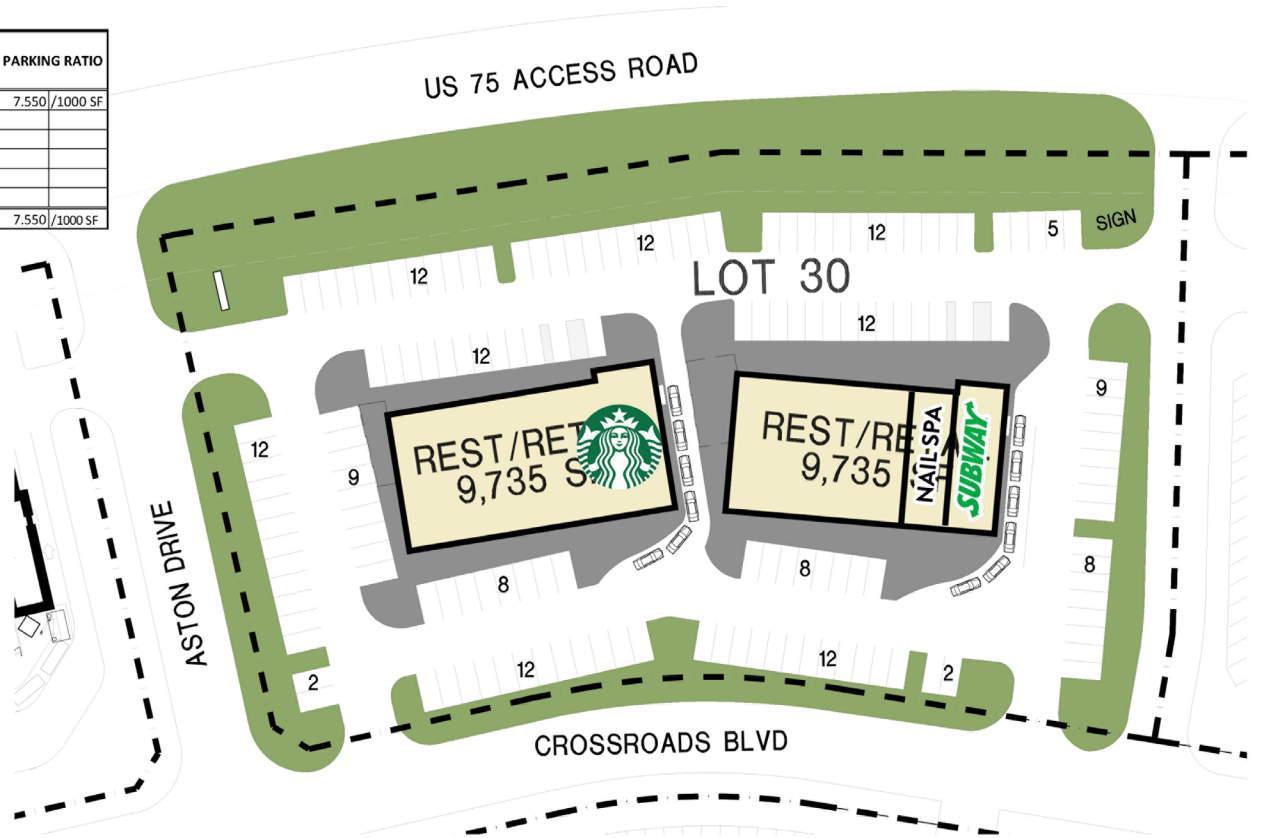 PARKING RATIO
7.550 /1000 SF
7.550 /1000 SF
US 75 ACCESS ROAD
SIGN
5
12
12
12
LOT 30
12
12
9
12
9
REST/RET
9,735 S
REST/RE
9,735
NAIL SPA
SUBWAY
8
8
8
ASTON DRIVE
2
12
12
2
CROSSROADS BLVD